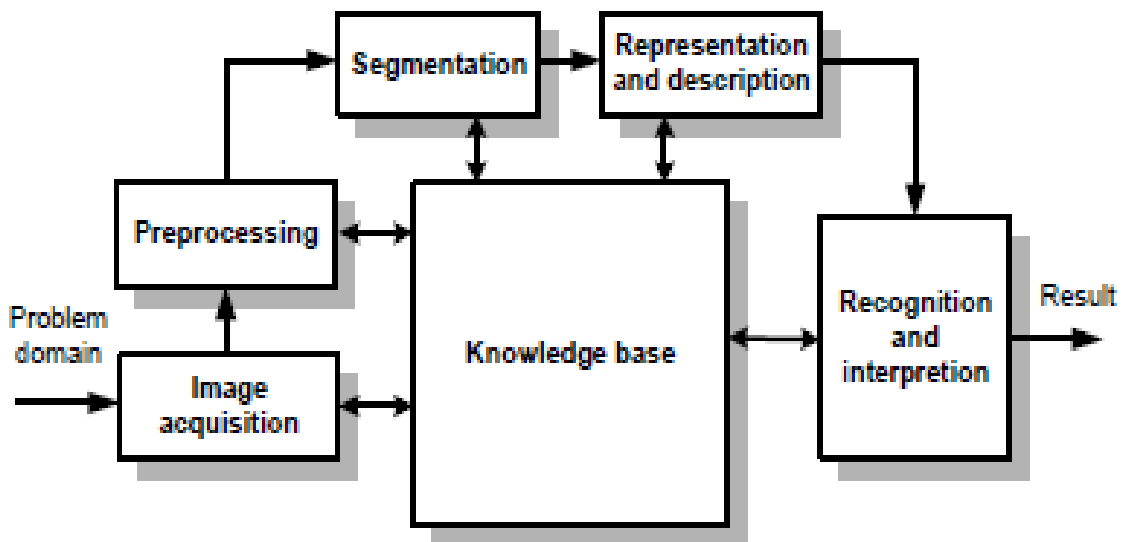 Segmentation
Representation
and description
Preprocessing
Problem
domain
Image
acquisition
Knowledge base
Recognition
and
interpretion
Result